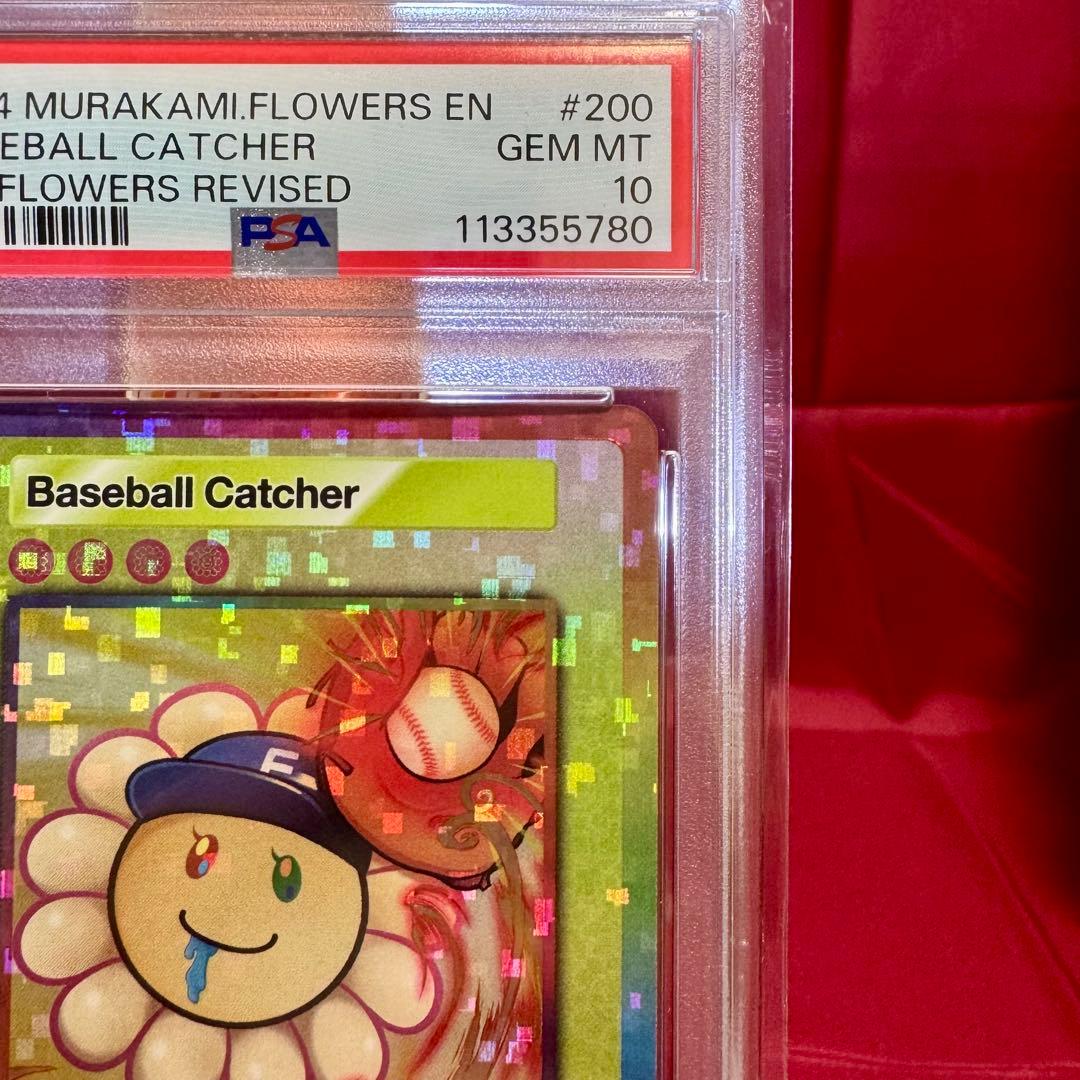 4 MURAKAMI.FLOWERS EN #200
EBALL CATCHER GEM MT
FLOWERS REVISED 10
PSA 113355780
Baseball Catcher
F